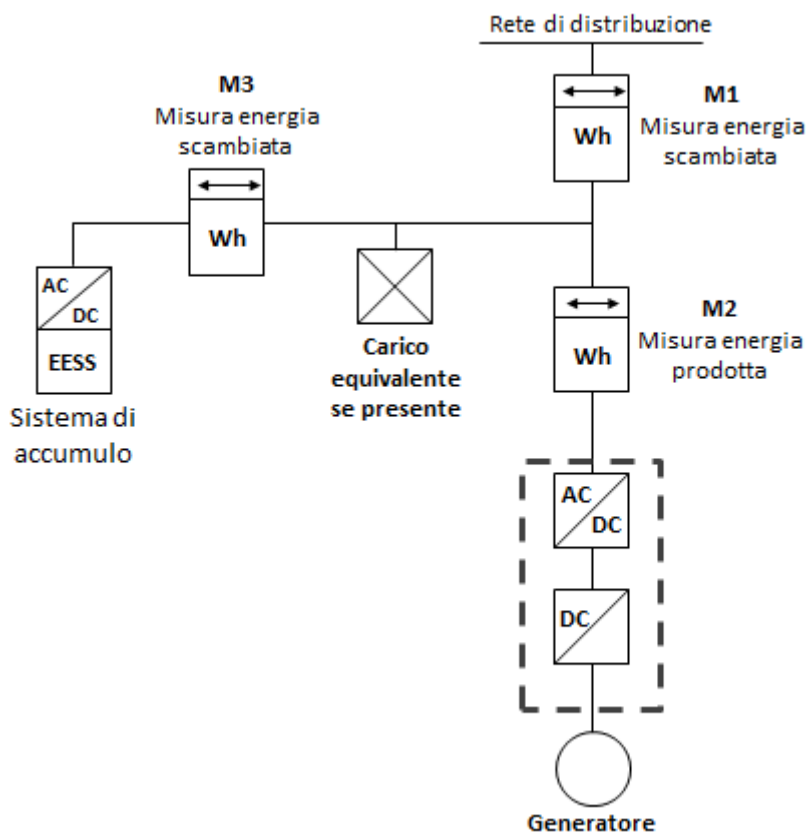 Rete di distribuzione
M3
Misura energia
scambiata
Wh
M1
Misura energia
scambiata
Wh
AC
DC
EESS
Sistema di
accumulo
Carico
equivalente
se presente
M2
Misura energia
prodotta
Wh
AC
DC
DC
Generatore